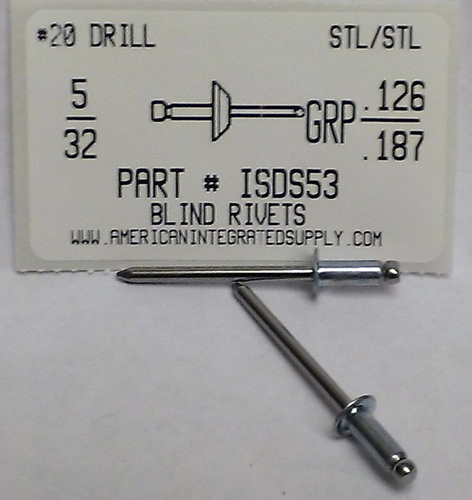 #20 DRILL STL/STL
5/32 GRP .126/.187
PART # ISDS53
BLIND RIVETS
WWW.AMERICANINTEGRATEDSUPPLY.COM